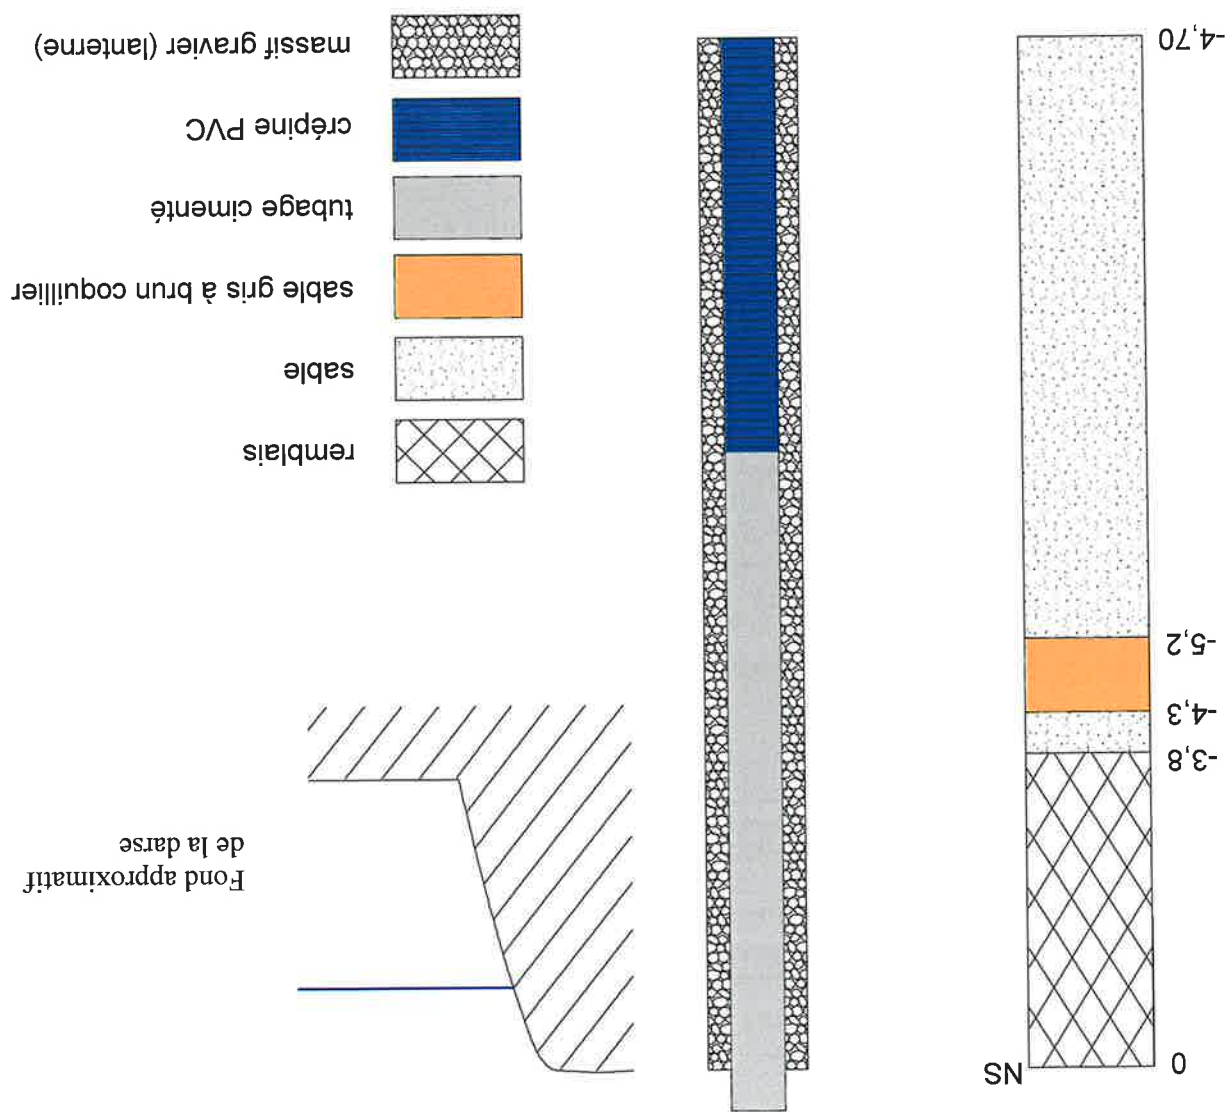 0
NS
-3,8
-4,3
-5,2
-4,70
Fond approximatif
de la darse
remblais
sable
sable gris à brun coquillier
tubage cimenté
crépine PVC
massif gravier (lanterne)